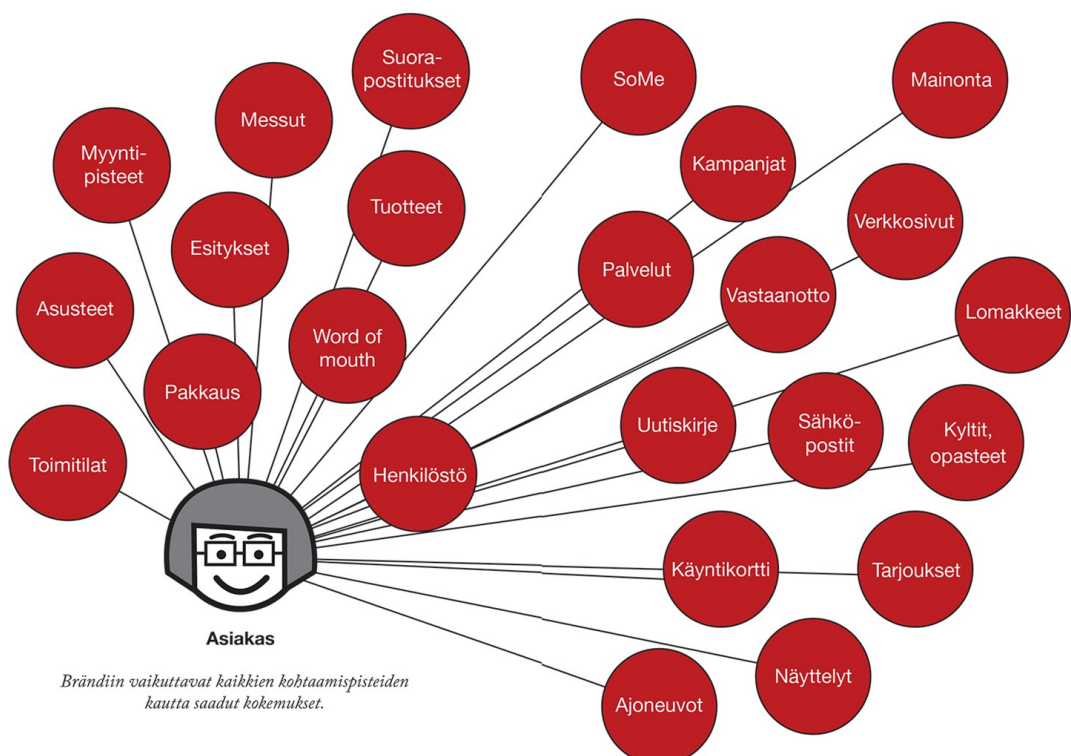 Suora-
postitukset
SoMe
Mainonta
Messut
Myynti-
pisteet
Kampanjat
Tuotteet
Verkkosivut
Esitykset
Palvelut
Vastaanotto
Asusteet
Lomakkeet
Word of
mouth
Pakkaus
Uutiskirje
Sähkö-
postit
Kyltit,
opasteet
Toimitilat
Henkilöstö
Käyntikortti
Tarjoukset
Asiakas
Näyttelyt
Ajoneuvot
Brändiin vaikuttavat kaikkien kohtaamispisteiden
kautta saadut kokemukset.